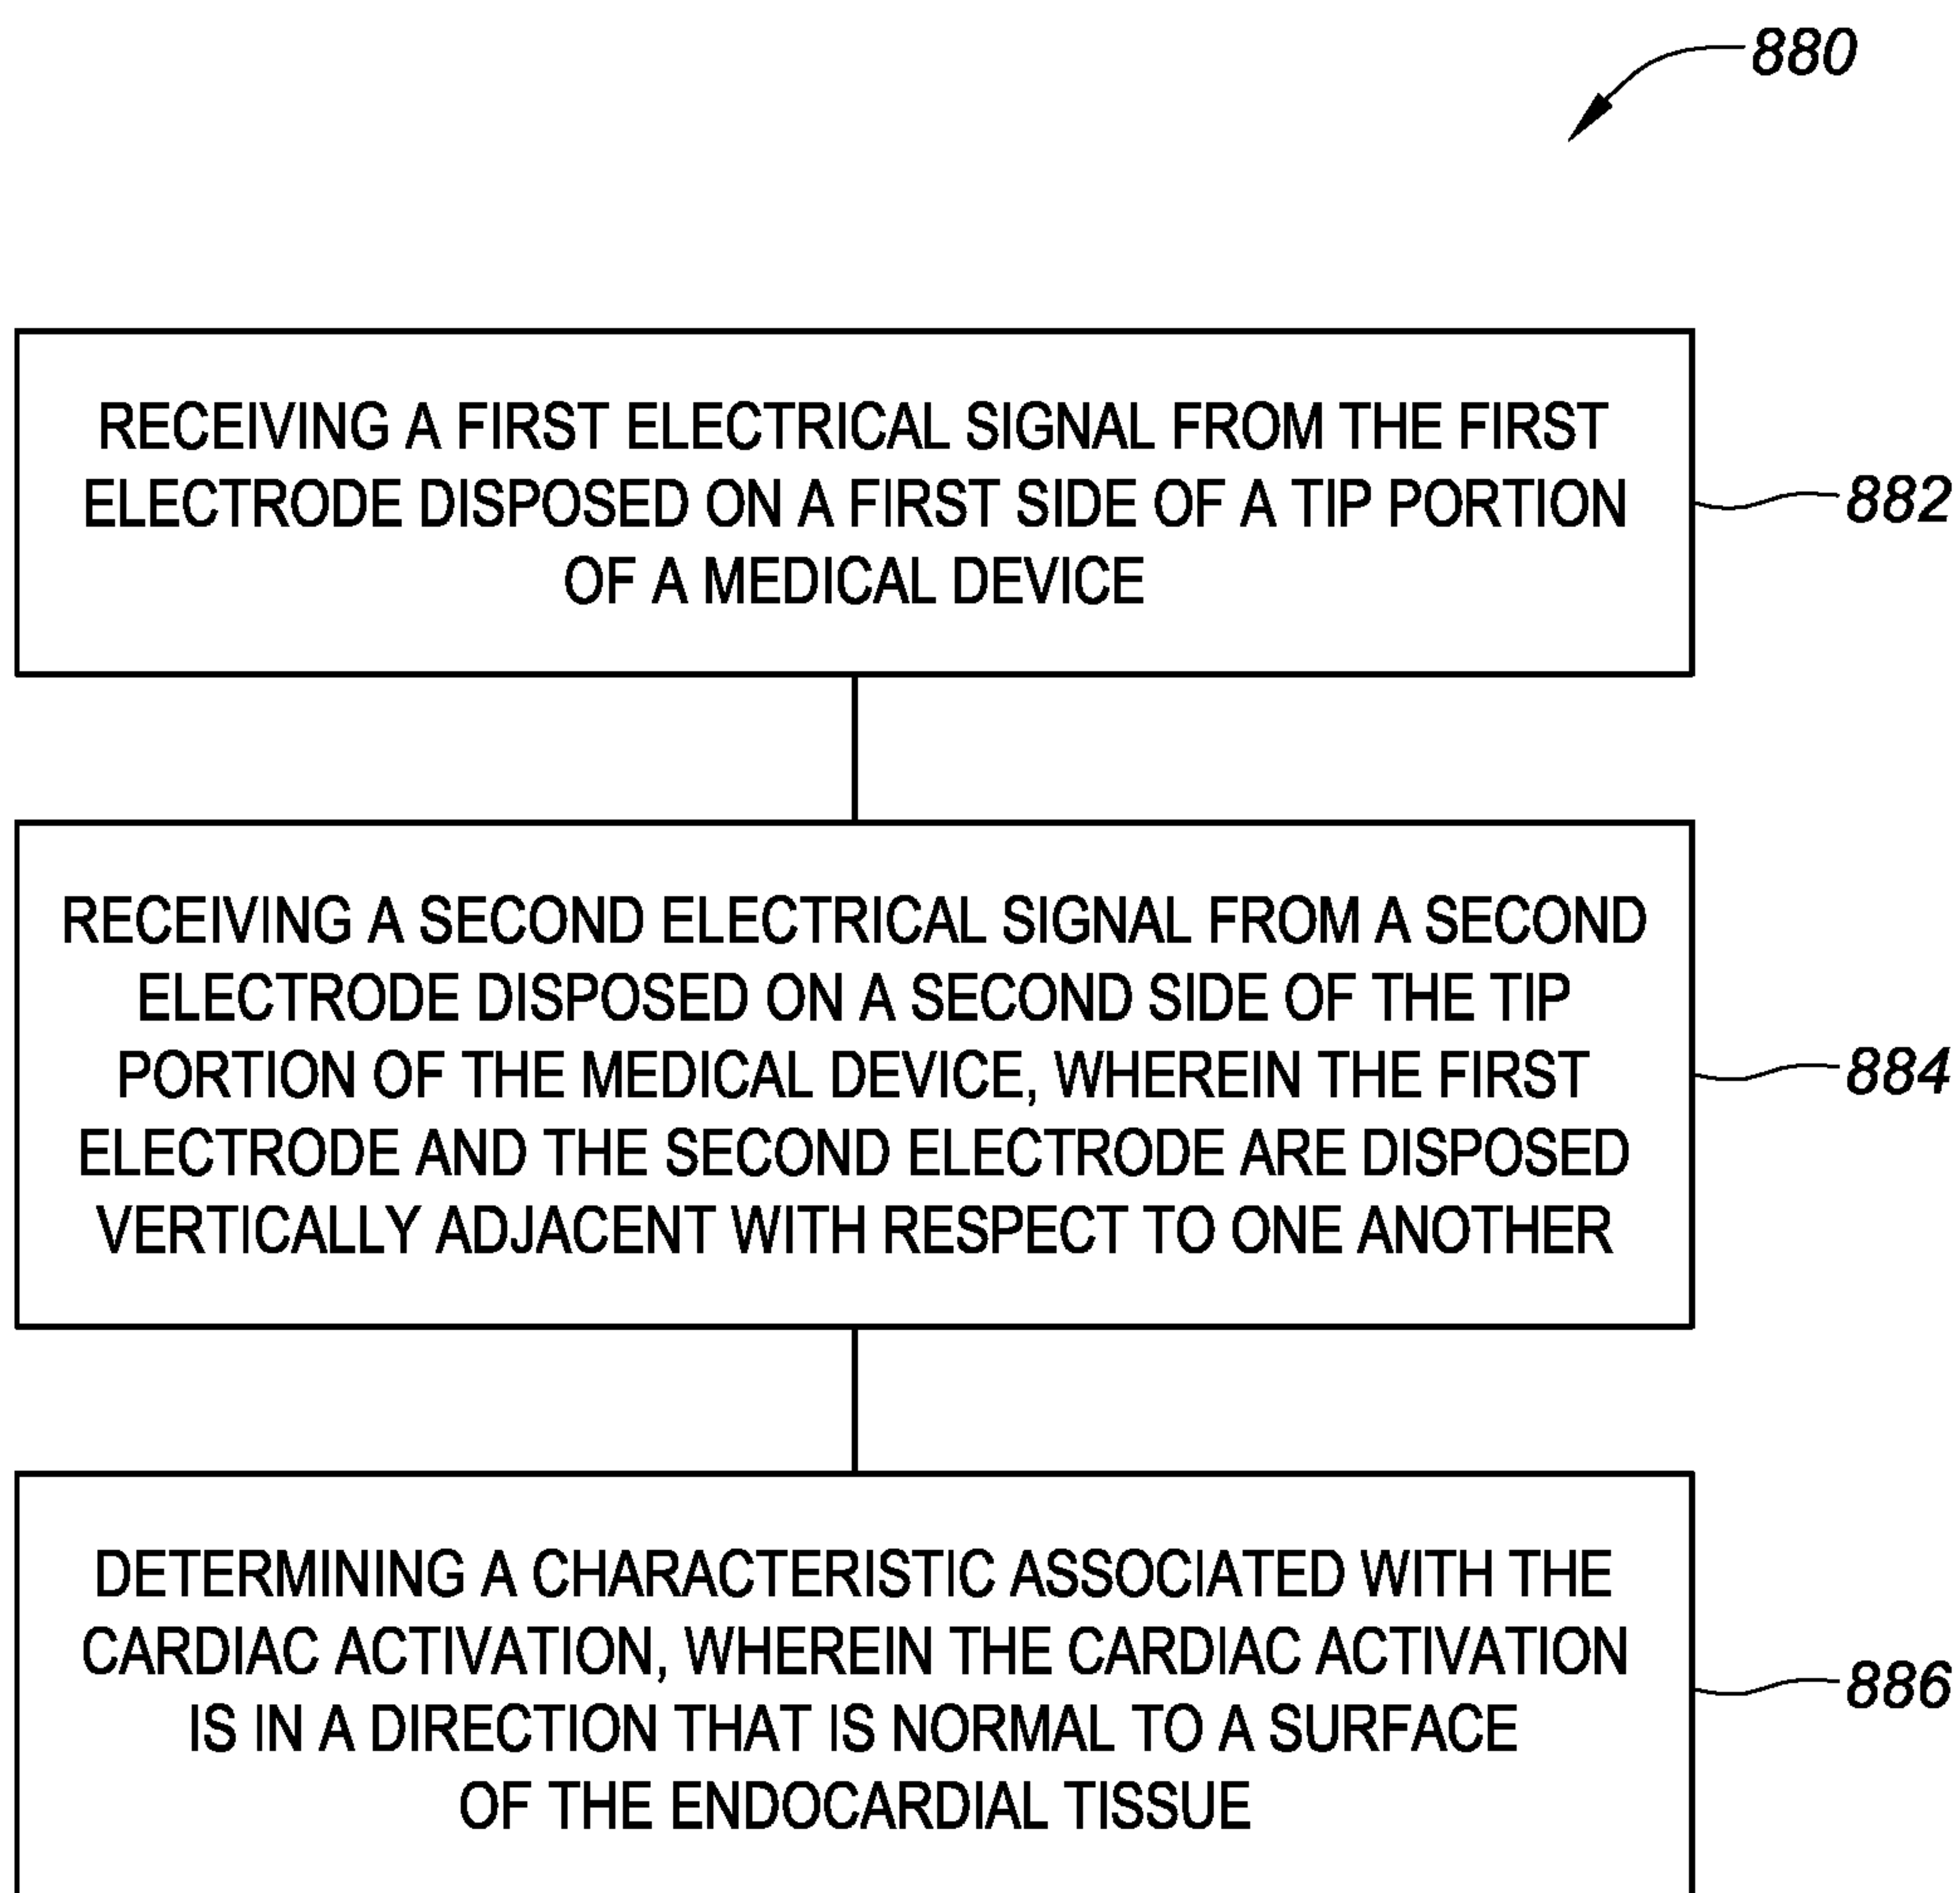 880
RECEIVING A FIRST ELECTRICAL SIGNAL FROM THE FIRST
ELECTRODE DISPOSED ON A FIRST SIDE OF A TIP PORTION
OF A MEDICAL DEVICE
882
RECEIVING A SECOND ELECTRICAL SIGNAL FROM A SECOND
ELECTRODE DISPOSED ON A SECOND SIDE OF THE TIP
PORTION OF THE MEDICAL DEVICE, WHEREIN THE FIRST
ELECTRODE AND THE SECOND ELECTRODE ARE DISPOSED
VERTICALLY ADJACENT WITH RESPECT TO ONE ANOTHER
884
DETERMINING A CHARACTERISTIC ASSOCIATED WITH THE
CARDIAC ACTIVATION, WHEREIN THE CARDIAC ACTIVATION
IS IN A DIRECTION THAT IS NORMAL TO A SURFACE
OF THE ENDOCARDIAL TISSUE
886